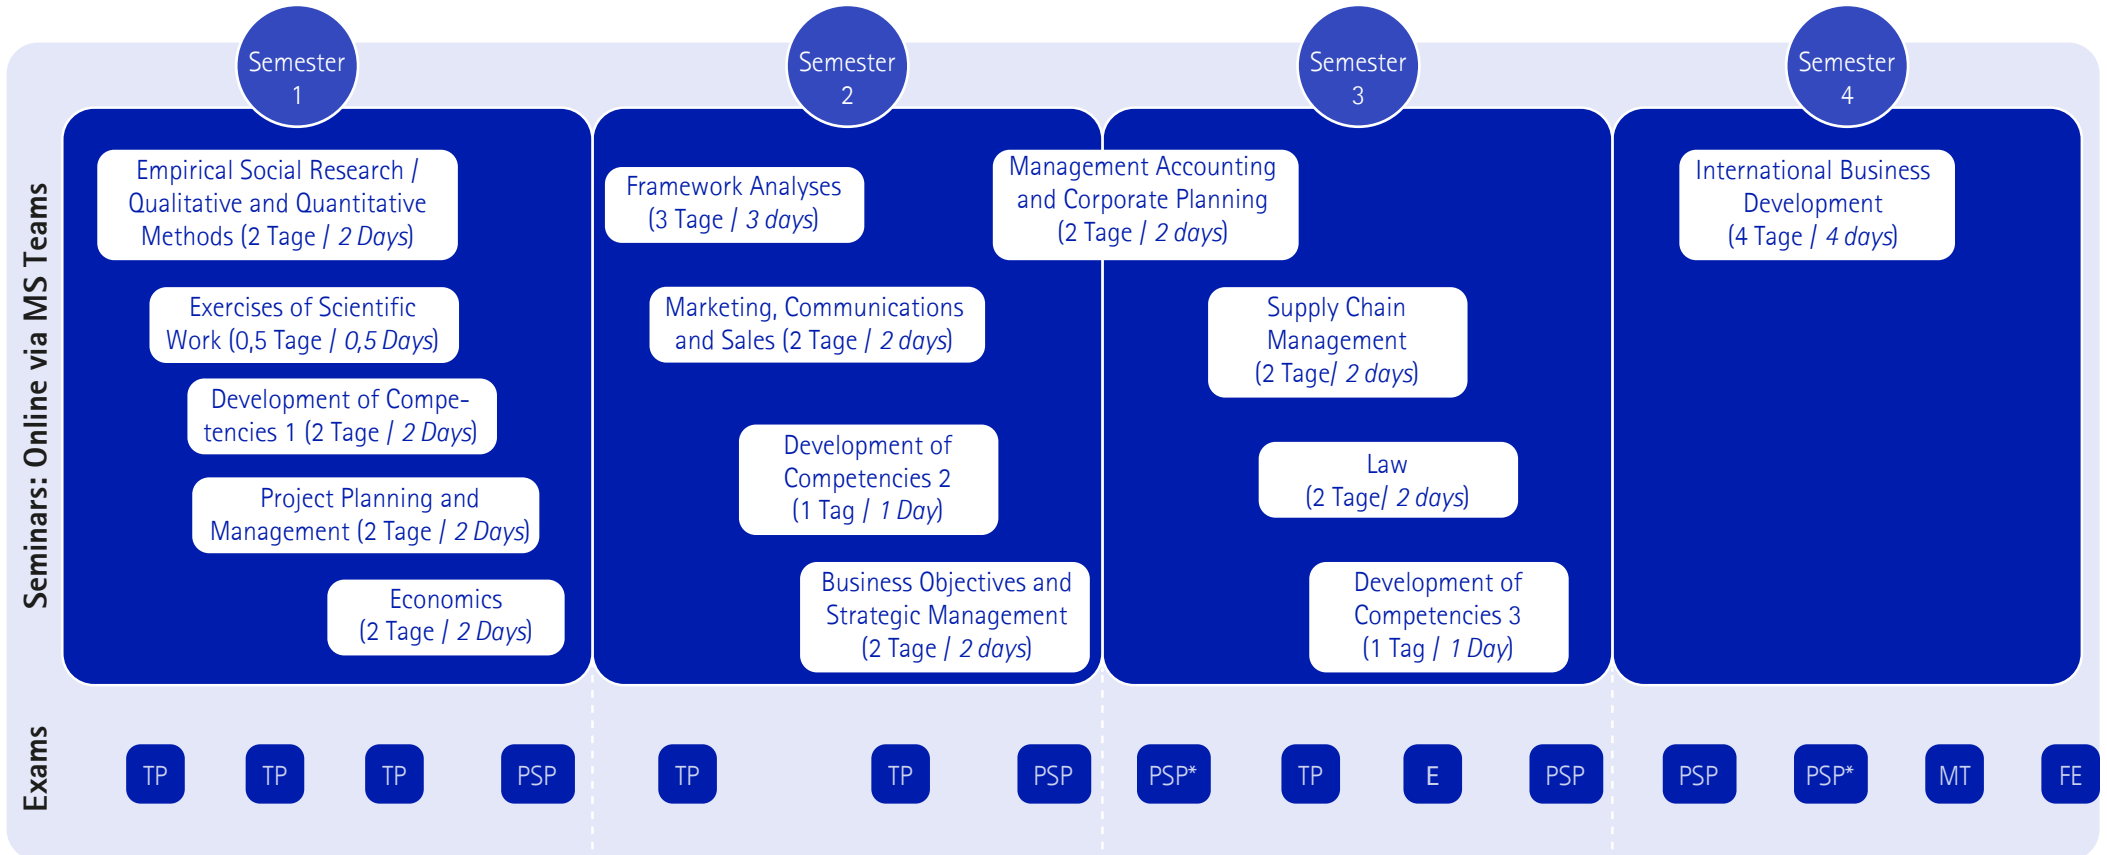 Semester
1
Semester
2
Semester
3
Semester
4
Seminars: Online via MS Teams
Empirical Social Research /
Qualitative and Quantitative
Methods (2 Tage / 2 Days)
Exercises of Scientific
Work (0,5 Tage / 0,5 Days)
Development of Compe-
tencies 1 (2 Tage / 2 Days)
Project Planning and
Management (2 Tage / 2 Days)
Economics
(2 Tage / 2 Days)
Framework Analyses
(3 Tage / 3 days)
Marketing, Communications
and Sales (2 Tage / 2 days)
Development of
Competencies 2
(1 Tag / 1 Day)
Business Objectives and
Strategic Management
(2 Tage / 2 days)
Management Accounting
and Corporate Planning
(2 Tage / 2 days)
Supply Chain
Management
(2 Tage/ 2 days)
Law
(2 Tage/ 2 days)
Development of
Competencies 3
(1 Tag / 1 Day)
International Business
Development
(4 Tage / 4 days)
Exams
TP
TP
TP
PSP
TP
TP
PSP
PSP*
TP
E
PSP
PSP
PSP*
MT
FE